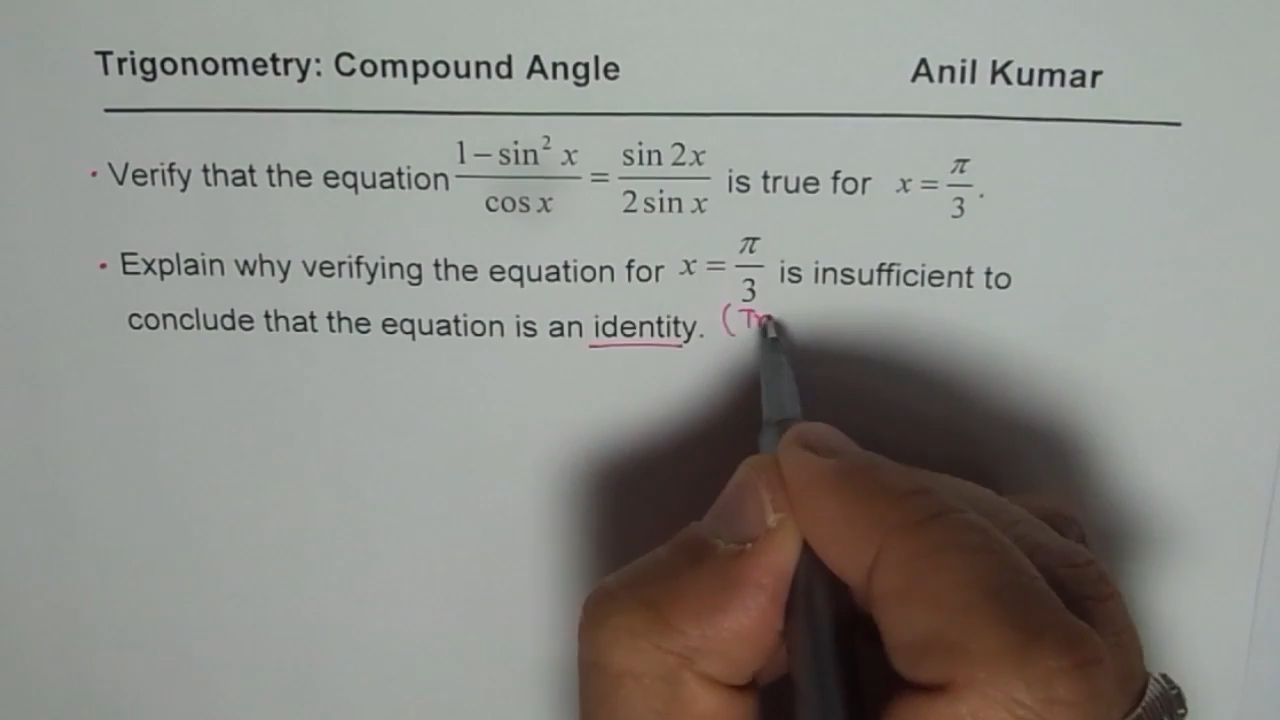 Trigonometry: Compound Angle Anil Kumar
· Verify that the equation (1 − sin² x)/(cos x) = (sin 2x)/(2 sin x) is true for x = π/3.
· Explain why verifying the equation for x = π/3 is insufficient to
conclude that the equation is an identity. (Tr